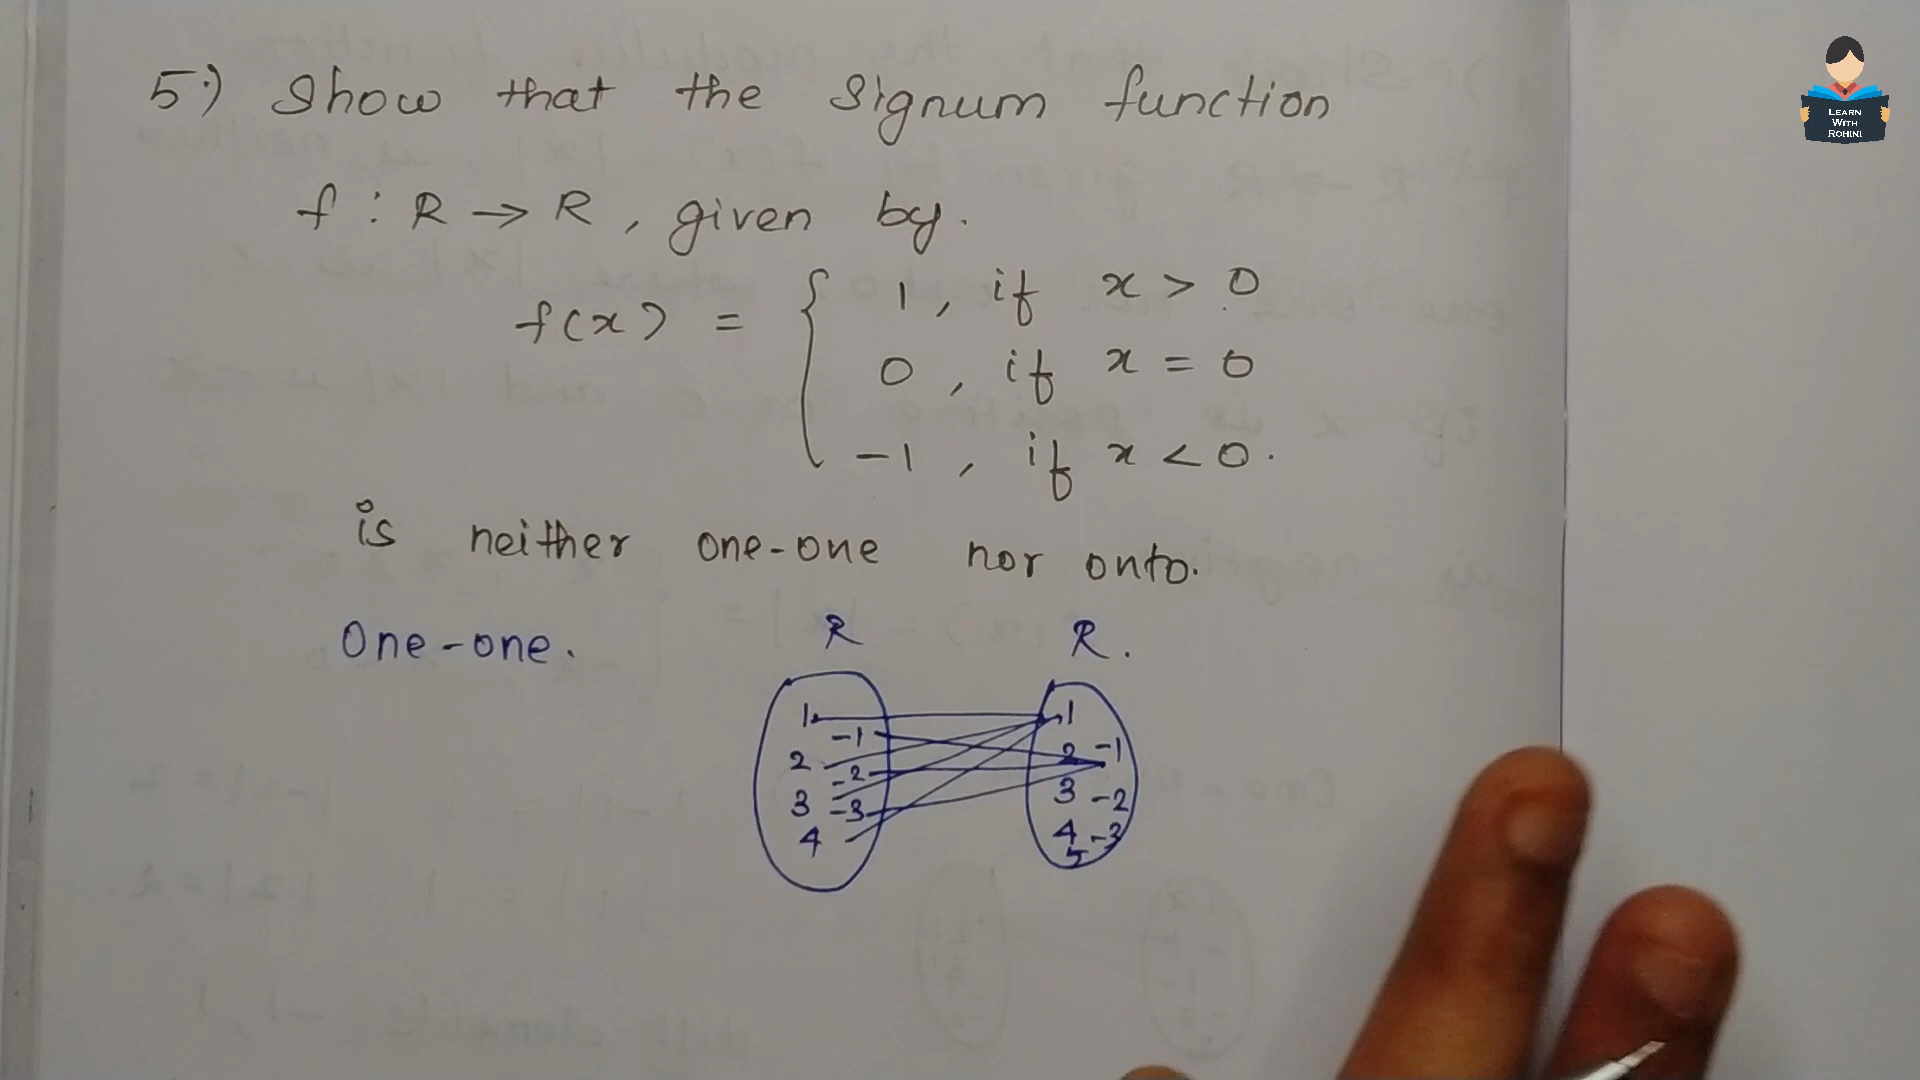 LEARN
WITH
ROHINI
5.) Show that the Signum function
f : R → R, given by.
f(x) = { 1, if x > 0
0, if x = 0
-1, if x < 0.
is neither one-one nor onto.
One-one.
R R.
1 1
-1
2 2 -1
-2
3 -3 3 -2
4 4 -3
5